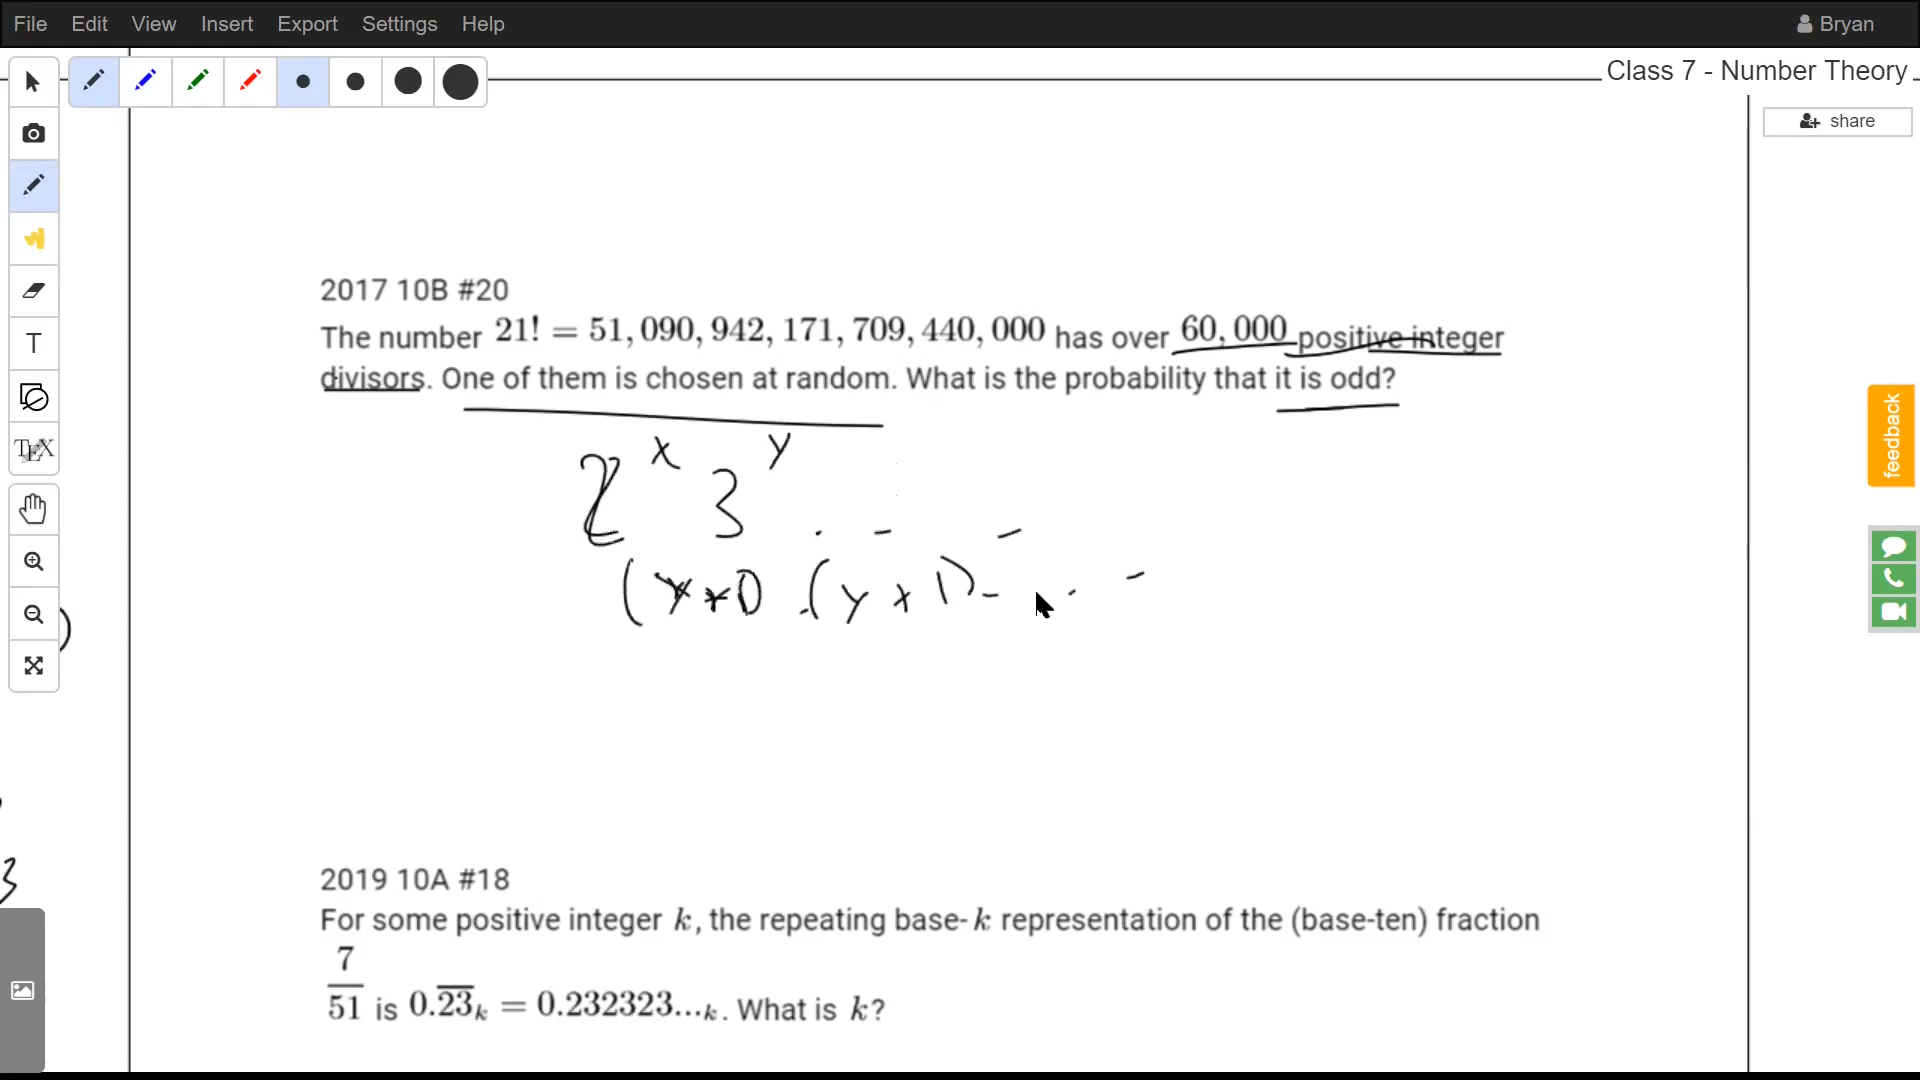 File Edit View Insert Export Settings Help Bryan
Class 7 - Number Theory
share
T
TEX
feedback
2017 10B #20
The number 21! = 51,090,942,171,709,440,000 has over 60,000 positive integer
divisors. One of them is chosen at random. What is the probability that it is odd?
2^x 3^y . - -
(x+1) .(y+1)- . . -
)
3
2019 10A #18
For some positive integer k, the repeating base-k representation of the (base-ten) fraction
7/51 is 0.\overline{23}_k = 0.232323..._k. What is k?